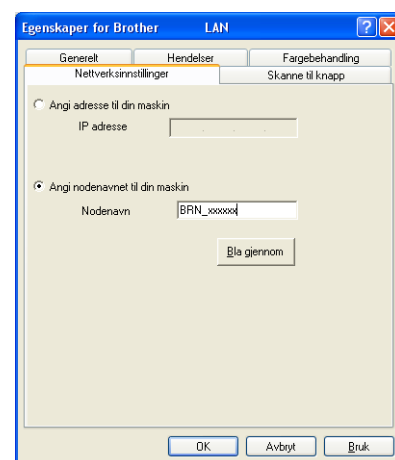 Egenskaper for Brother LAN
Generelt Hendelser Fargebehandling
Nettverksinnstillinger Skanne til knapp
Angi adresse til din maskin
IP adresse . . .
Angi nodenavnet til din maskin
Nodenavn BRN_xxxxxx
Bla gjennom
OK Avbryt Bruk